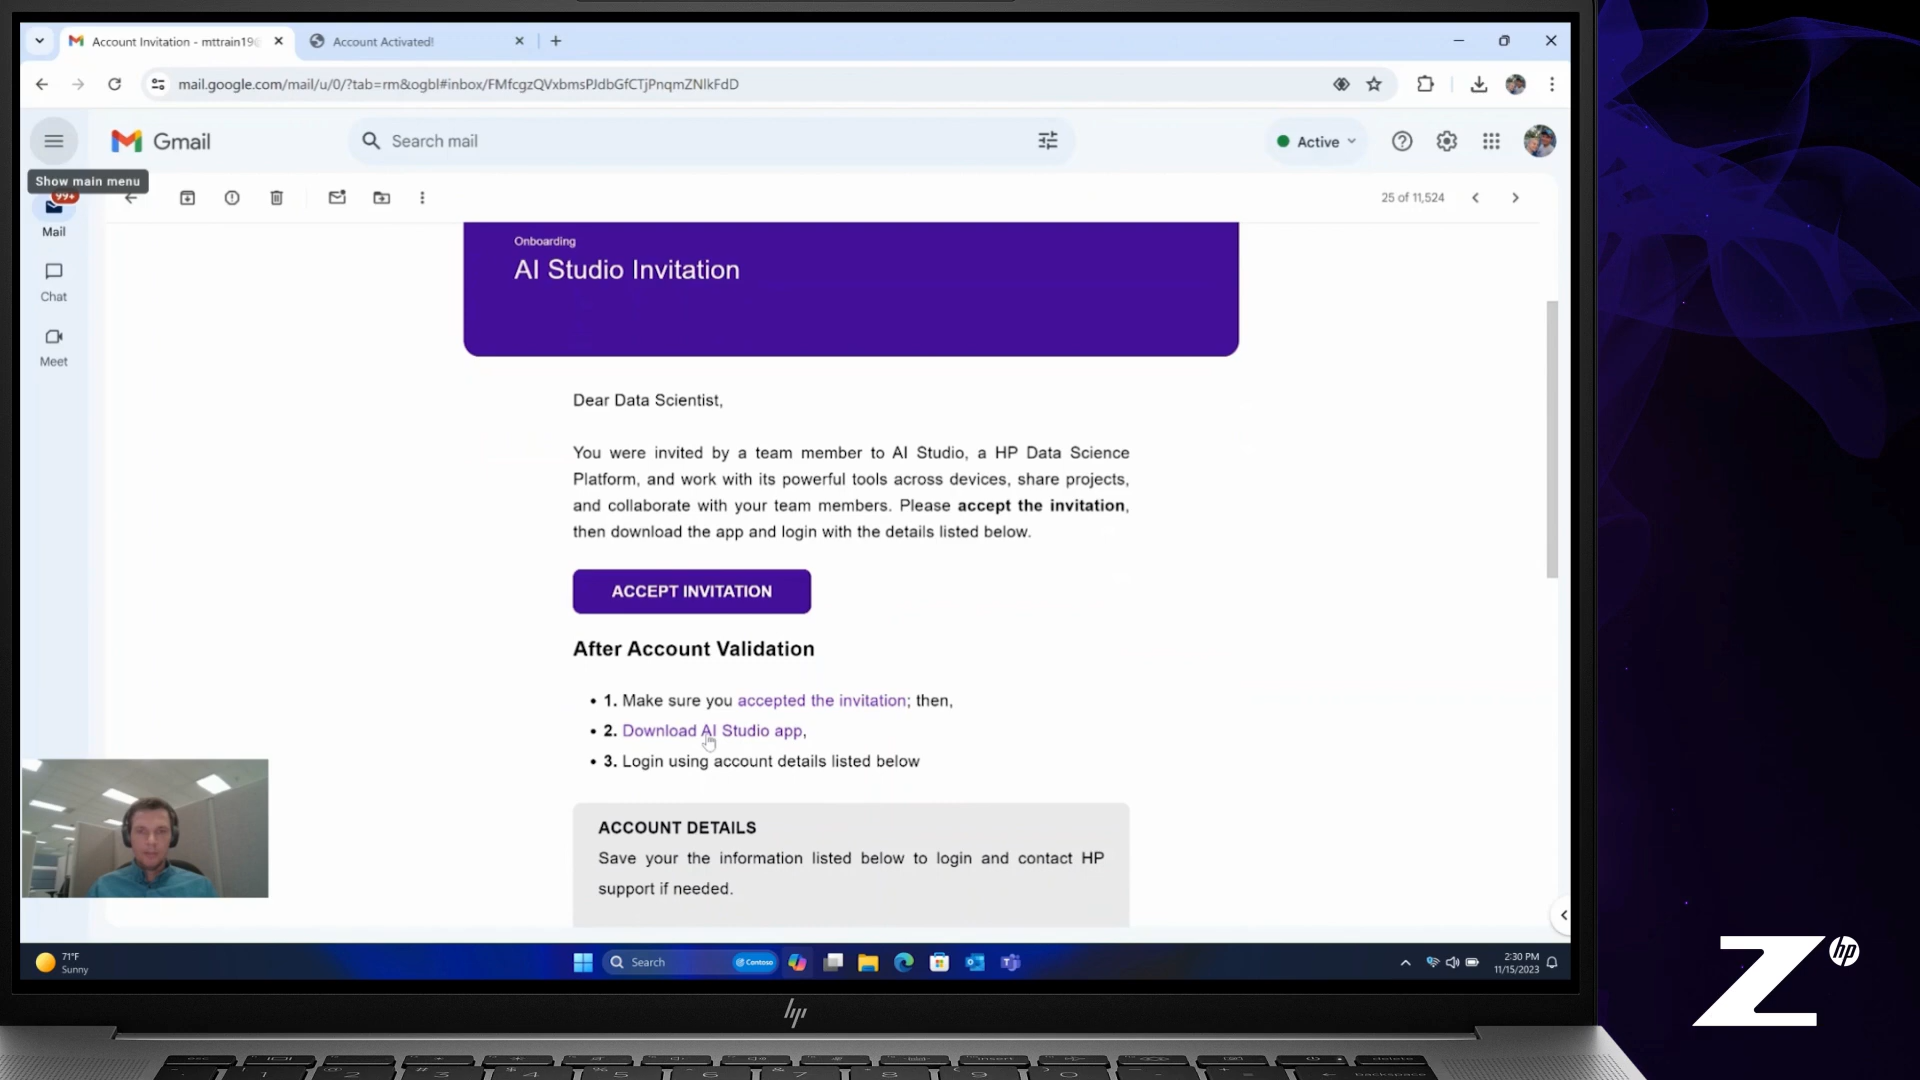 Account Invitation - mttrain19@
Account Activated!
mail.google.com/mail/u/0/?tab=rm&ogbl#inbox/FMfcgzQVxbmsPJdbGfCTjPnqmZNlkFdD
Gmail
Search mail
Active
Show main menu
99+
Mail
Chat
Meet
25 of 11,524
Onboarding
AI Studio Invitation
Dear Data Scientist,
You were invited by a team member to AI Studio, a HP Data Science
Platform, and work with its powerful tools across devices, share projects,
and collaborate with your team members. Please accept the invitation,
then download the app and login with the details listed below.
ACCEPT INVITATION
After Account Validation
• 1. Make sure you accepted the invitation; then,
• 2. Download AI Studio app,
• 3. Login using account details listed below
ACCOUNT DETAILS
Save your the information listed below to login and contact HP
support if needed.
71°F
Sunny
Search
Contoso
2:30 PM
11/15/2023
hp
Z hp